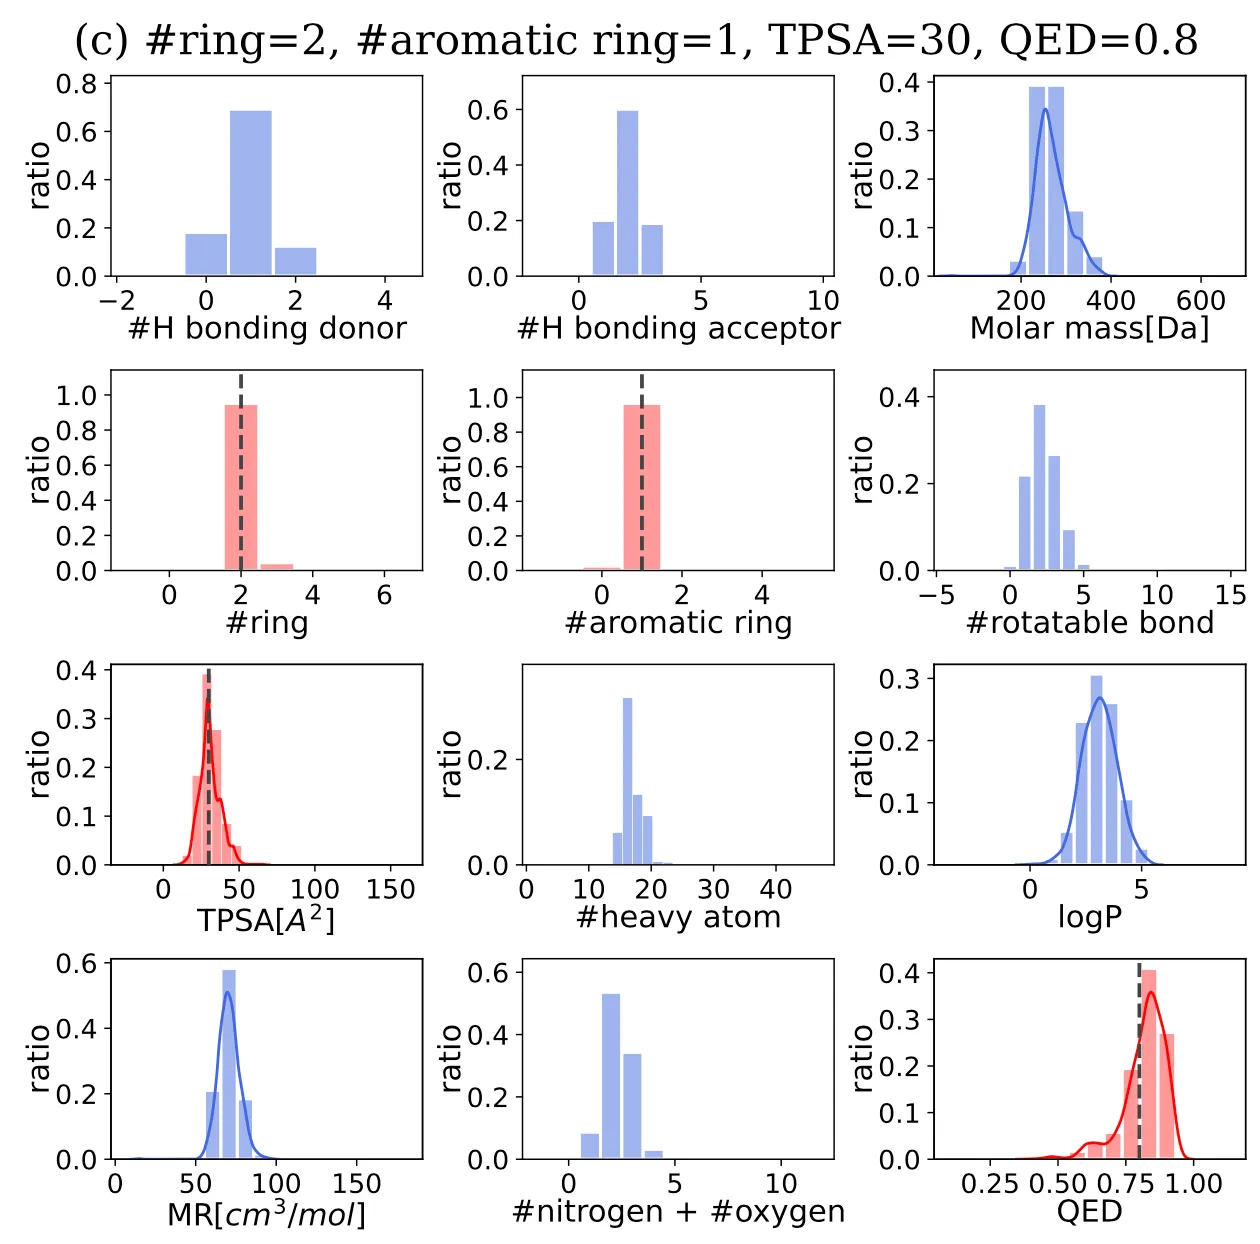 (c) #ring=2, #aromatic ring=1, TPSA=30, QED=0.8
ratio
0.8
0.6
0.4
0.2
0.0
−2 0 2 4
#H bonding donor
ratio
0.6
0.4
0.2
0.0
0 5 10
#H bonding acceptor
ratio
0.4
0.3
0.2
0.1
0.0
200 400 600
Molar mass[Da]
ratio
1.0
0.8
0.6
0.4
0.2
0.0
0 2 4 6
#ring
ratio
1.0
0.8
0.6
0.4
0.2
0.0
0 2 4
#aromatic ring
ratio
0.4
0.2
0.0
−5 0 5 10 15
#rotatable bond
ratio
0.4
0.3
0.2
0.1
0.0
0 50 100 150
TPSA[A²]
ratio
0.2
0.0
0 10 20 30 40
#heavy atom
ratio
0.3
0.2
0.1
0.0
0 5
logP
ratio
0.6
0.4
0.2
0.0
0 50 100 150
MR[cm³/mol]
ratio
0.6
0.4
0.2
0.0
0 5 10
#nitrogen + #oxygen
ratio
0.4
0.3
0.2
0.1
0.0
0.25 0.50 0.75 1.00
QED